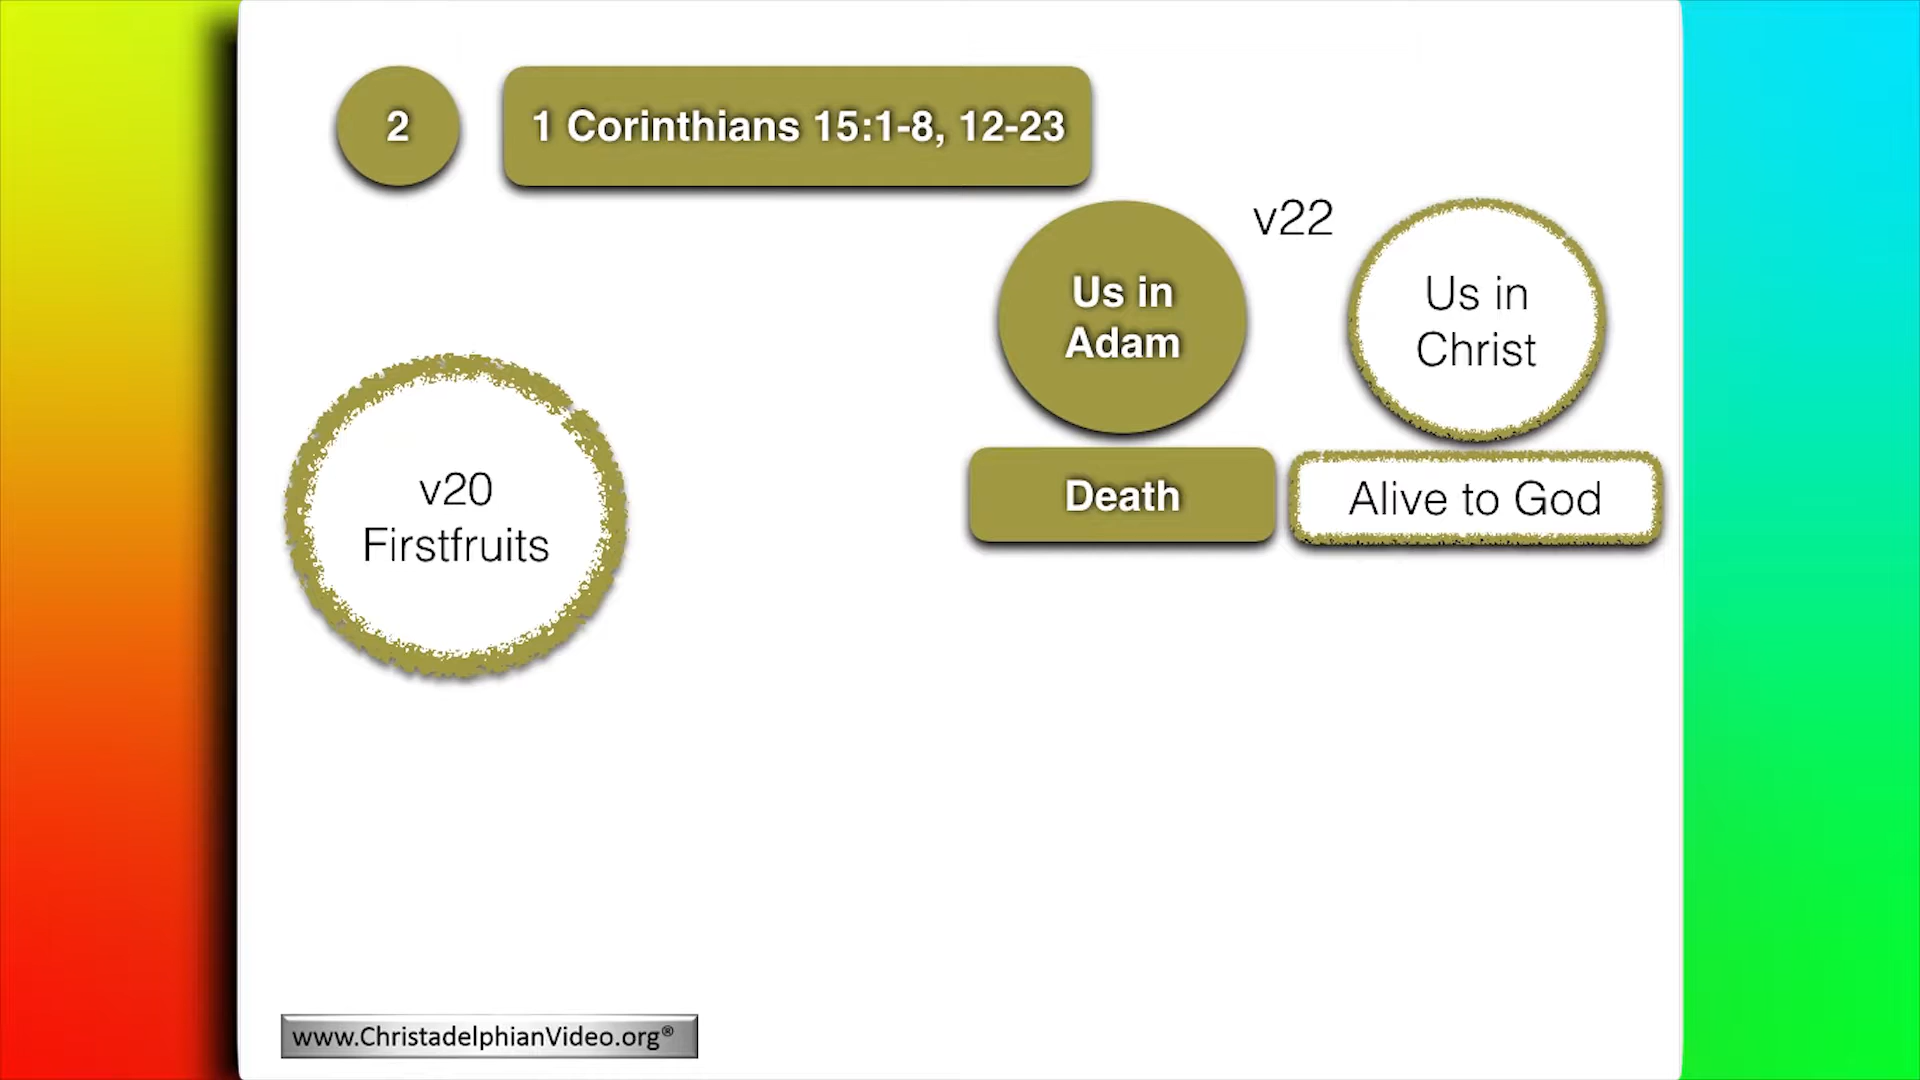 2
1 Corinthians 15:1-8, 12-23
v22
Us in
Adam
Us in
Christ
Death
Alive to God
v20
Firstfruits
www.ChristadelphianVideo.org®